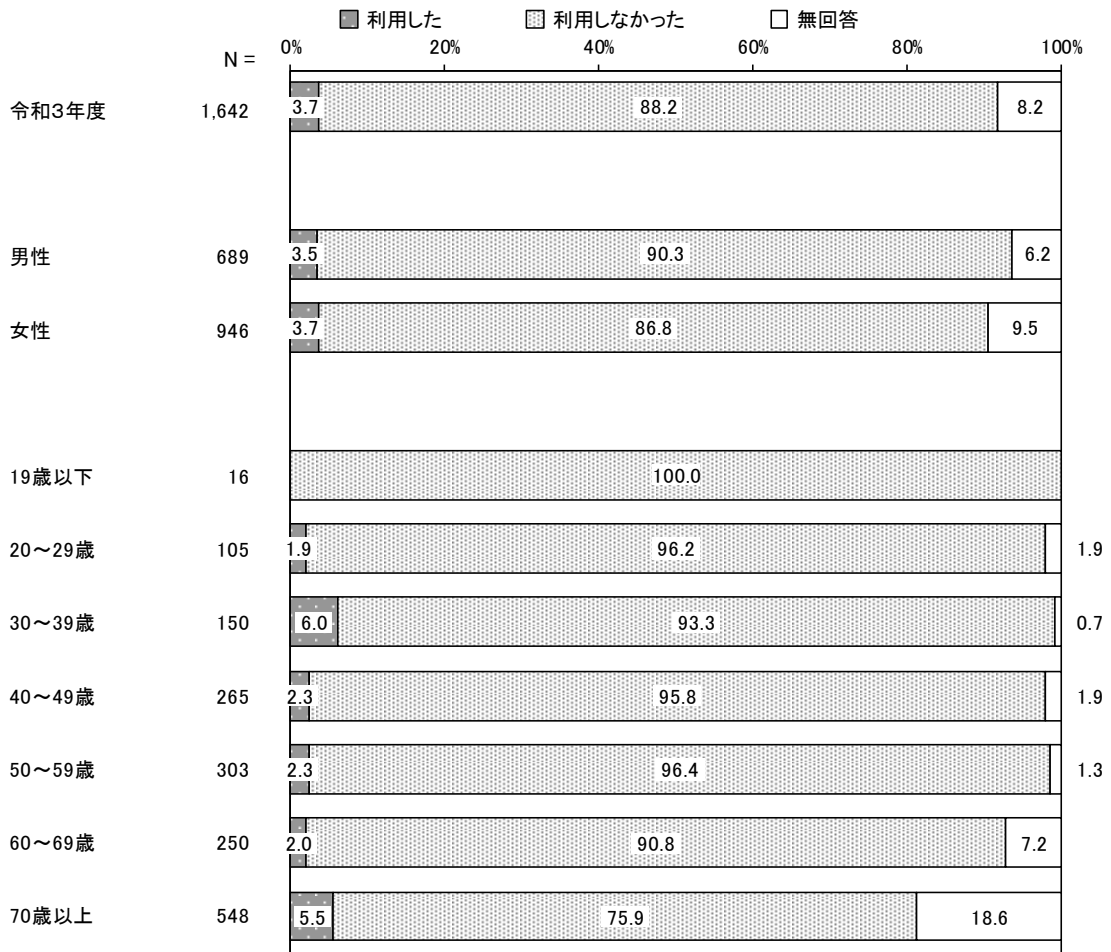 利用した 利用しなかった 無回答
N = 0% 20% 40% 60% 80% 100%
令和3年度 1,642 3.7 88.2 8.2
男性 689 3.5 90.3 6.2
女性 946 3.7 86.8 9.5
19歳以下 16 100.0
20～29歳 105 1.9 96.2 1.9
30～39歳 150 6.0 93.3 0.7
40～49歳 265 2.3 95.8 1.9
50～59歳 303 2.3 96.4 1.3
60～69歳 250 2.0 90.8 7.2
70歳以上 548 5.5 75.9 18.6